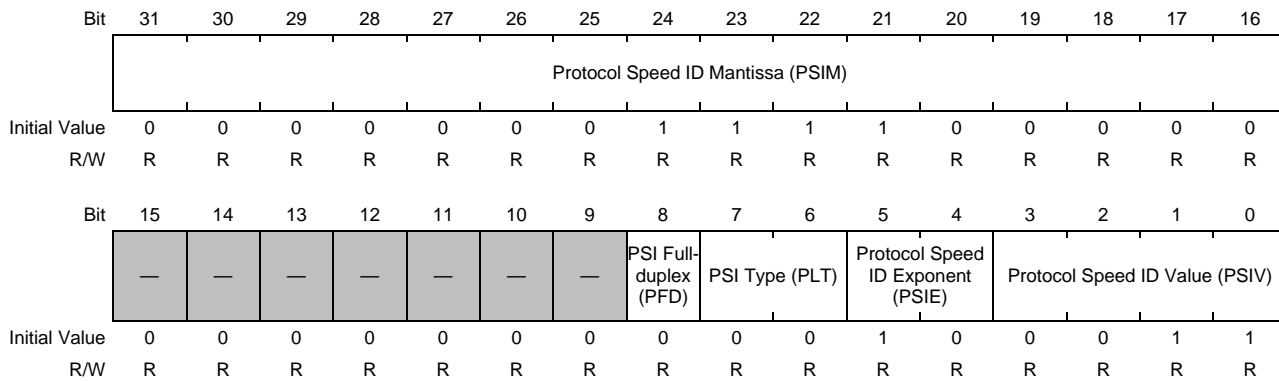 Bit 31 30 29 28 27 26 25 24 23 22 21 20 19 18 17 16
Protocol Speed ID Mantissa (PSIM)
Initial Value 0 0 0 0 0 0 0 1 1 1 1 0 0 0 0 0
R/W R R R R R R R R R R R R R R R R
Bit 15 14 13 12 11 10 9 8 7 6 5 4 3 2 1 0
— — — — — — — PSI Full-duplex (PFD) PSI Type (PLT) Protocol Speed ID Exponent (PSIE) Protocol Speed ID Value (PSIV)
Initial Value 0 0 0 0 0 0 0 0 0 0 1 0 0 0 1 1
R/W R R R R R R R R R R R R R R R R